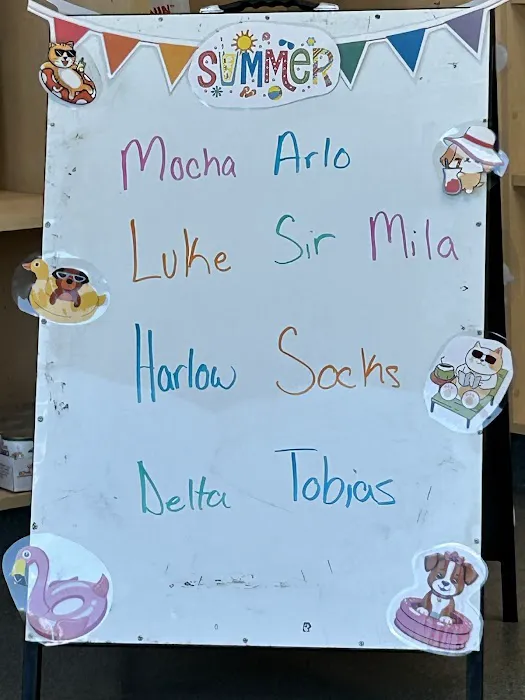 SUMMER
Mocha Arlo
Luke Sir Mila
Harlow Socks
Delta Tobias